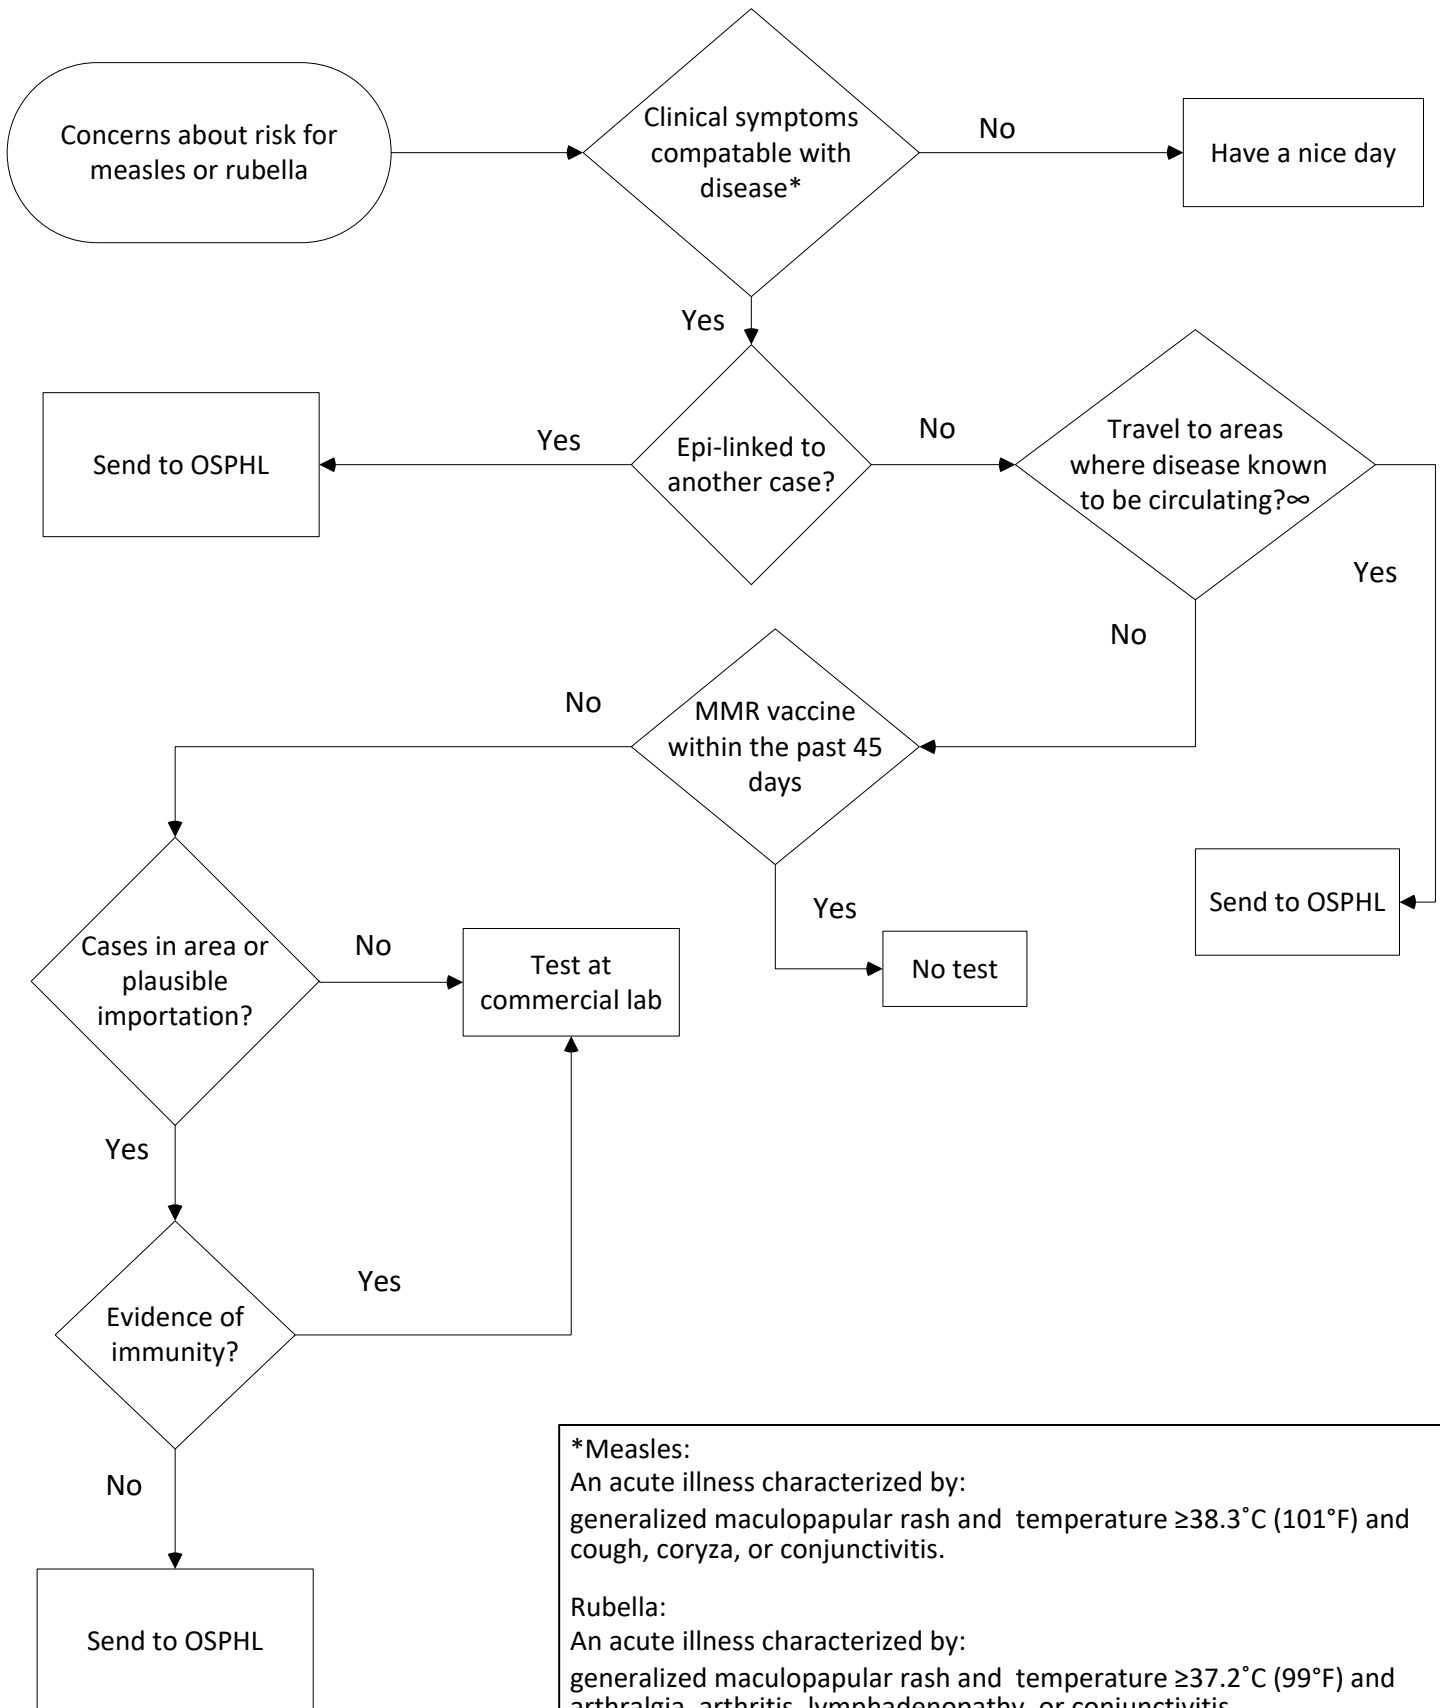 Concerns about risk for
measles or rubella
Clinical symptoms
compatable with
disease*
No
Have a nice day
Yes
Send to OSPHL
Yes
Epi-linked to
another case?
No
Travel to areas
where disease known
to be circulating?∞
Yes
No
No
MMR vaccine
within the past 45
days
Send to OSPHL
Yes
No test
Cases in area or
plausible
importation?
No
Test at
commercial lab
Yes
Evidence of
immunity?
Yes
No
Send to OSPHL
*Measles:
An acute illness characterized by:
generalized maculopapular rash and  temperature ≥38.3˚C (101°F) and
cough, coryza, or conjunctivitis.
Rubella:
An acute illness characterized by:
generalized maculopapular rash and  temperature ≥37.2˚C (99°F) and
arthralgia, arthritis, lymphadenopathy, or conjunctivitis